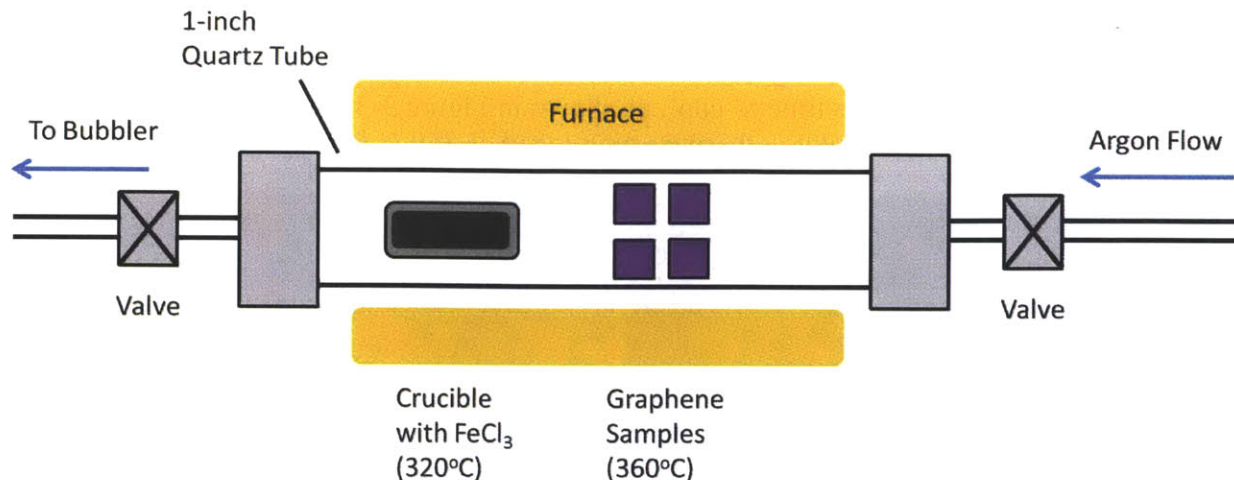 1-inch
Quartz Tube
Furnace
To Bubbler
Argon Flow
Valve
Valve
Crucible
with FeCl₃
(320°C)
Graphene
Samples
(360°C)